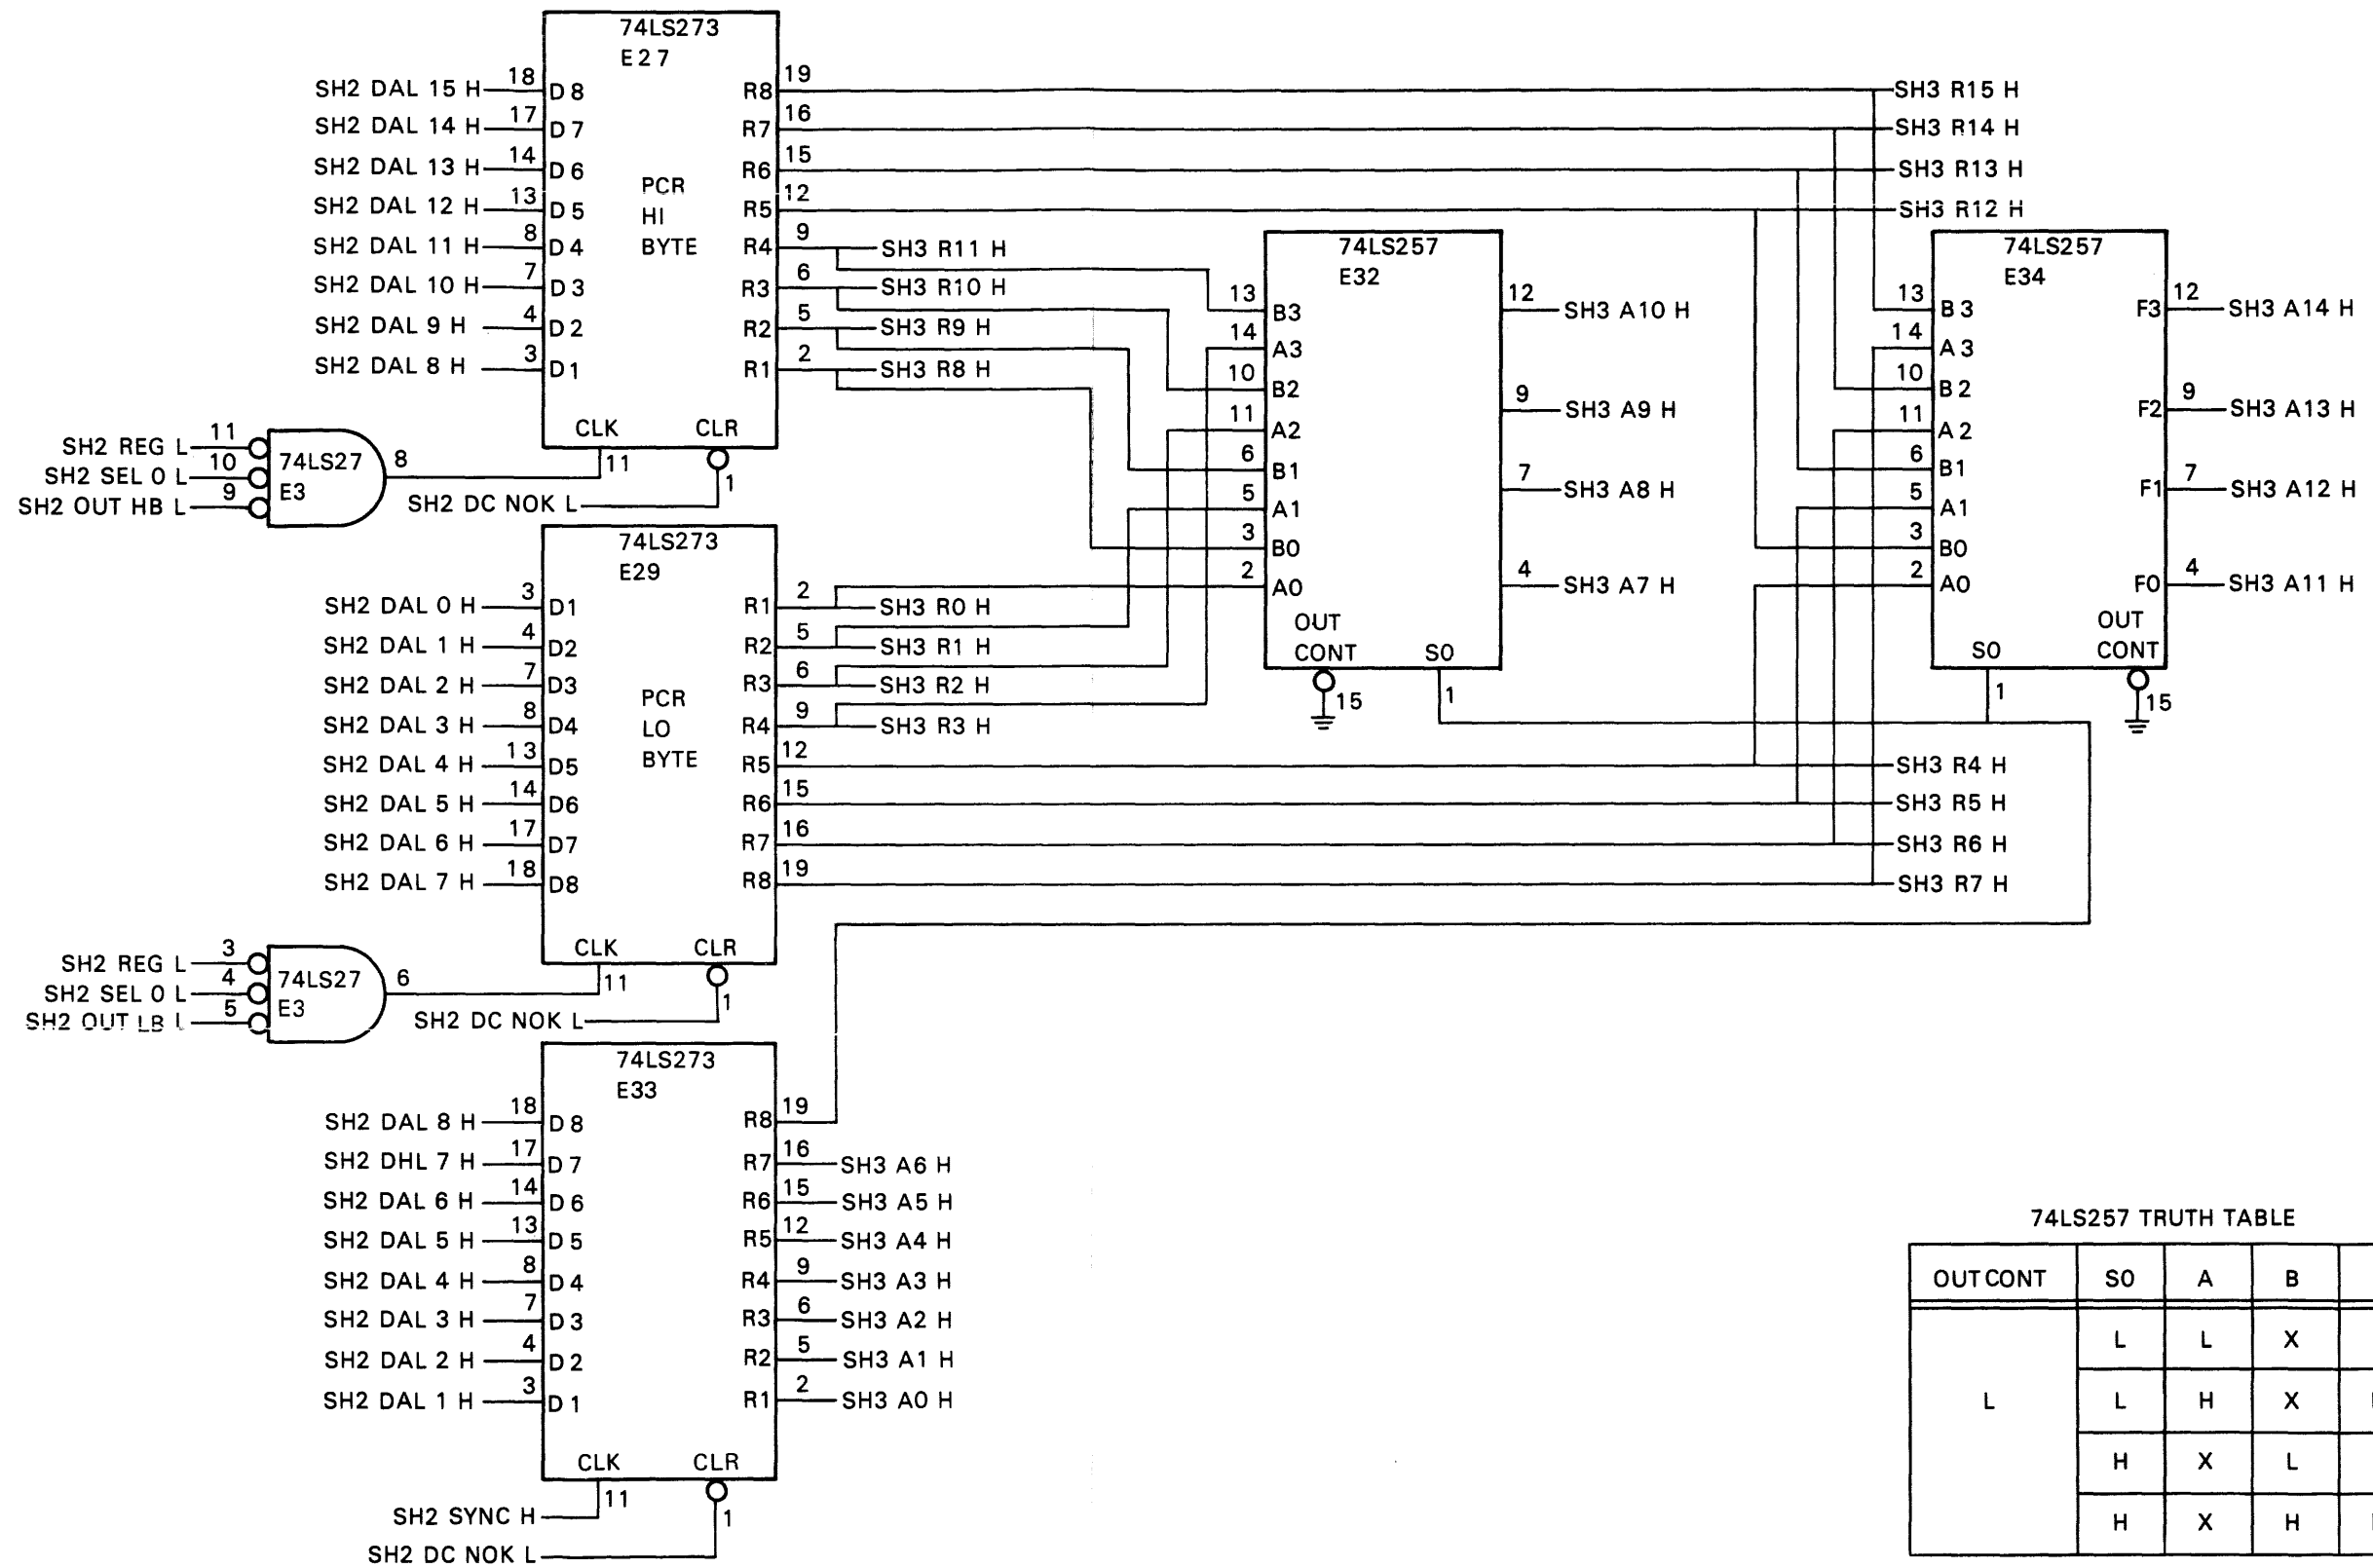 74LS273
E27
SH2 DAL 15 H 18 D8 R8 19 SH3 R15 H
SH2 DAL 14 H 17 D7 R7 16 SH3 R14 H
SH2 DAL 13 H 14 D6 R6 15 SH3 R13 H
SH2 DAL 12 H 13 D5 R5 12 SH3 R12 H
SH2 DAL 11 H 8 D4 R4 9 SH3 R11 H
SH2 DAL 10 H 7 D3 R3 6 SH3 R10 H
SH2 DAL 9 H 4 D2 R2 5 SH3 R9 H
SH2 DAL 8 H 3 D1 R1 2 SH3 R8 H
PCR
HI
BYTE
CLK CLR
11 1
SH2 REG L 11
SH2 SEL 0 L 10
SH2 OUT HB L 9
74LS27
E3
8
SH2 DC NOK L
74LS273
E29
SH2 DAL 0 H 3 D1 R1 2 SH3 R0 H
SH2 DAL 1 H 4 D2 R2 5 SH3 R1 H
SH2 DAL 2 H 7 D3 R3 6 SH3 R2 H
SH2 DAL 3 H 8 D4 R4 9 SH3 R3 H
SH2 DAL 4 H 13 D5 R5 12 SH3 R4 H
SH2 DAL 5 H 14 D6 R6 15 SH3 R5 H
SH2 DAL 6 H 17 D7 R7 16 SH3 R6 H
SH2 DAL 7 H 18 D8 R8 19 SH3 R7 H
PCR
LO
BYTE
CLK CLR
11 1
SH2 REG L 3
SH2 SEL 0 L 4
SH2 OUT LB L 5
74LS27
E3
6
SH2 DC NOK L
74LS273
E33
SH2 DAL 8 H 18 D8 R8 19
SH2 DHL 7 H 17 D7 R7 16 SH3 A6 H
SH2 DAL 6 H 14 D6 R6 15 SH3 A5 H
SH2 DAL 5 H 13 D5 R5 12 SH3 A4 H
SH2 DAL 4 H 8 D4 R4 9 SH3 A3 H
SH2 DAL 3 H 7 D3 R3 6 SH3 A2 H
SH2 DAL 2 H 4 D2 R2 5 SH3 A1 H
SH2 DAL 1 H 3 D1 R1 2 SH3 A0 H
CLK CLR
11 1
SH2 SYNC H
SH2 DC NOK L
74LS257
E32
13 B3 12 SH3 A10 H
14 A3
10 B2 9 SH3 A9 H
11 A2
6 B1 7 SH3 A8 H
5 A1
3 B0
2 A0 4 SH3 A7 H
OUT
CONT S0
15 1
74LS257
E34
13 B3 F3 12 SH3 A14 H
14 A3
10 B2 F2 9 SH3 A13 H
11 A2
6 B1 F1 7 SH3 A12 H
5 A1
3 B0
2 A0 F0 4 SH3 A11 H
OUT
S0 CONT
1 15
74LS257 TRUTH TABLE
OUT CONT S0 A B
L L X
L L H X
H X L
H X H